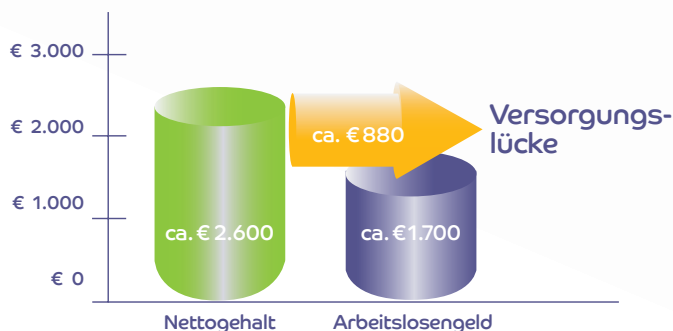 € 3.000
€ 2.000
€ 1.000
€ 0
ca. € 880
Versorgungs-
lücke
ca. € 2.600
ca. € 1.700
Nettogehalt
Arbeitslosengeld